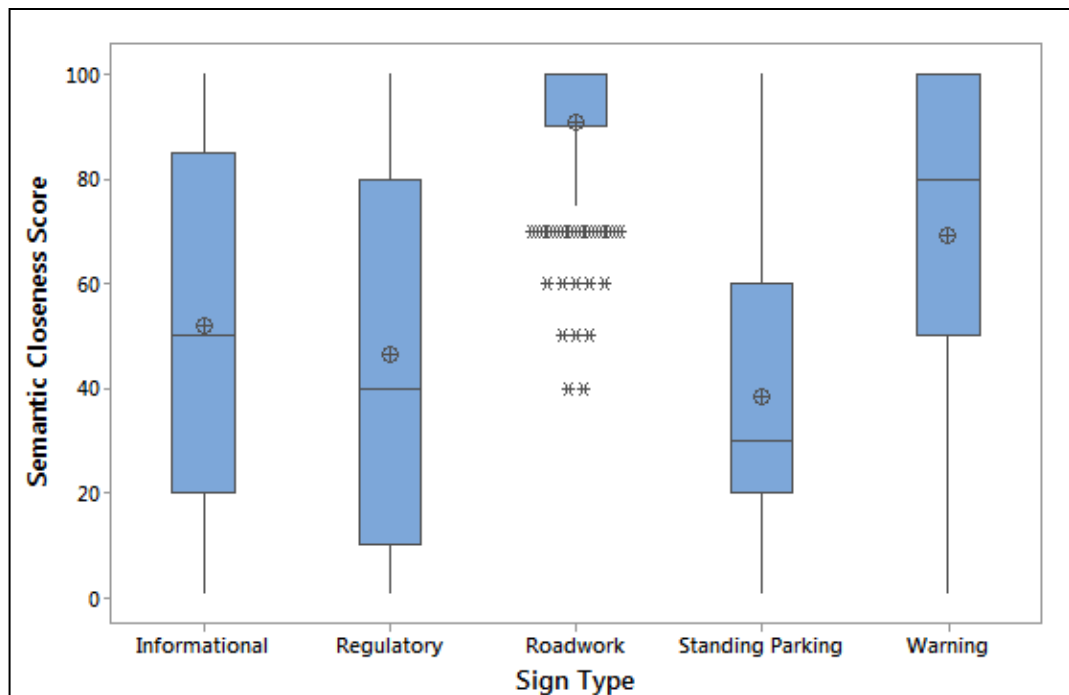 Semantic Closeness Score
100
80
60
40
20
0
Informational Regulatory Roadwork Standing Parking Warning
Sign Type